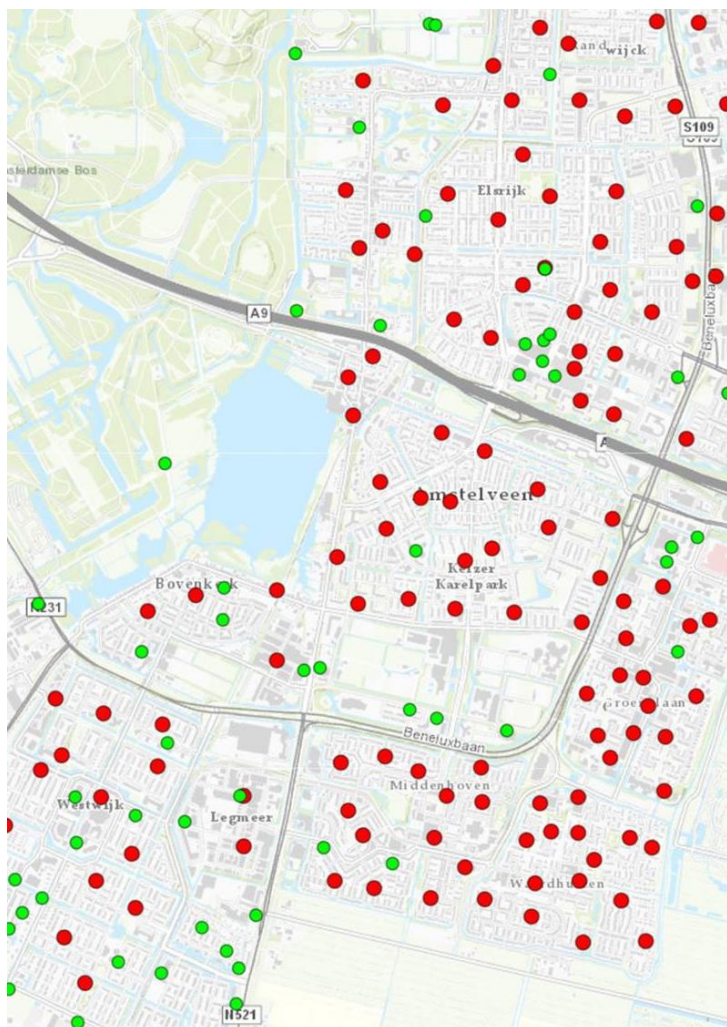 wijck
S109
sterdamse Bos
Elsrijk
A9
Beneluxbaan
A
Amstelveen
Keizer
Karelpark
Bovenkerk
N231
Groenelaan
Beneluxbaan
Middenhoven
Westwijk
Legmeer
Waardhuizen
N521